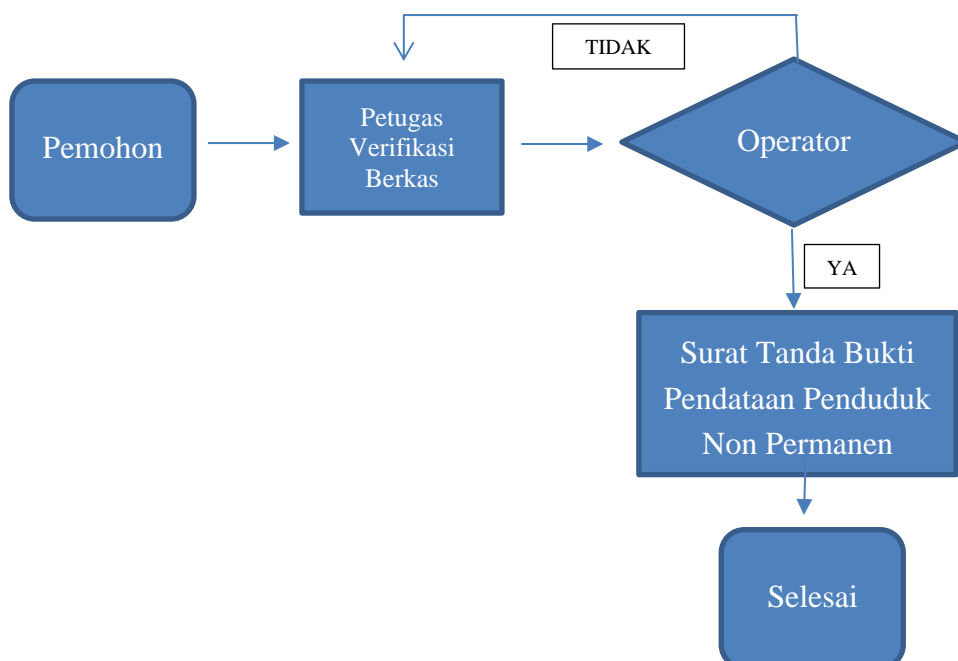 TIDAK
Pemohon
Petugas
Verifikasi
Berkas
Operator
YA
Surat Tanda Bukti
Pendataan Penduduk
Non Permanen
Selesai